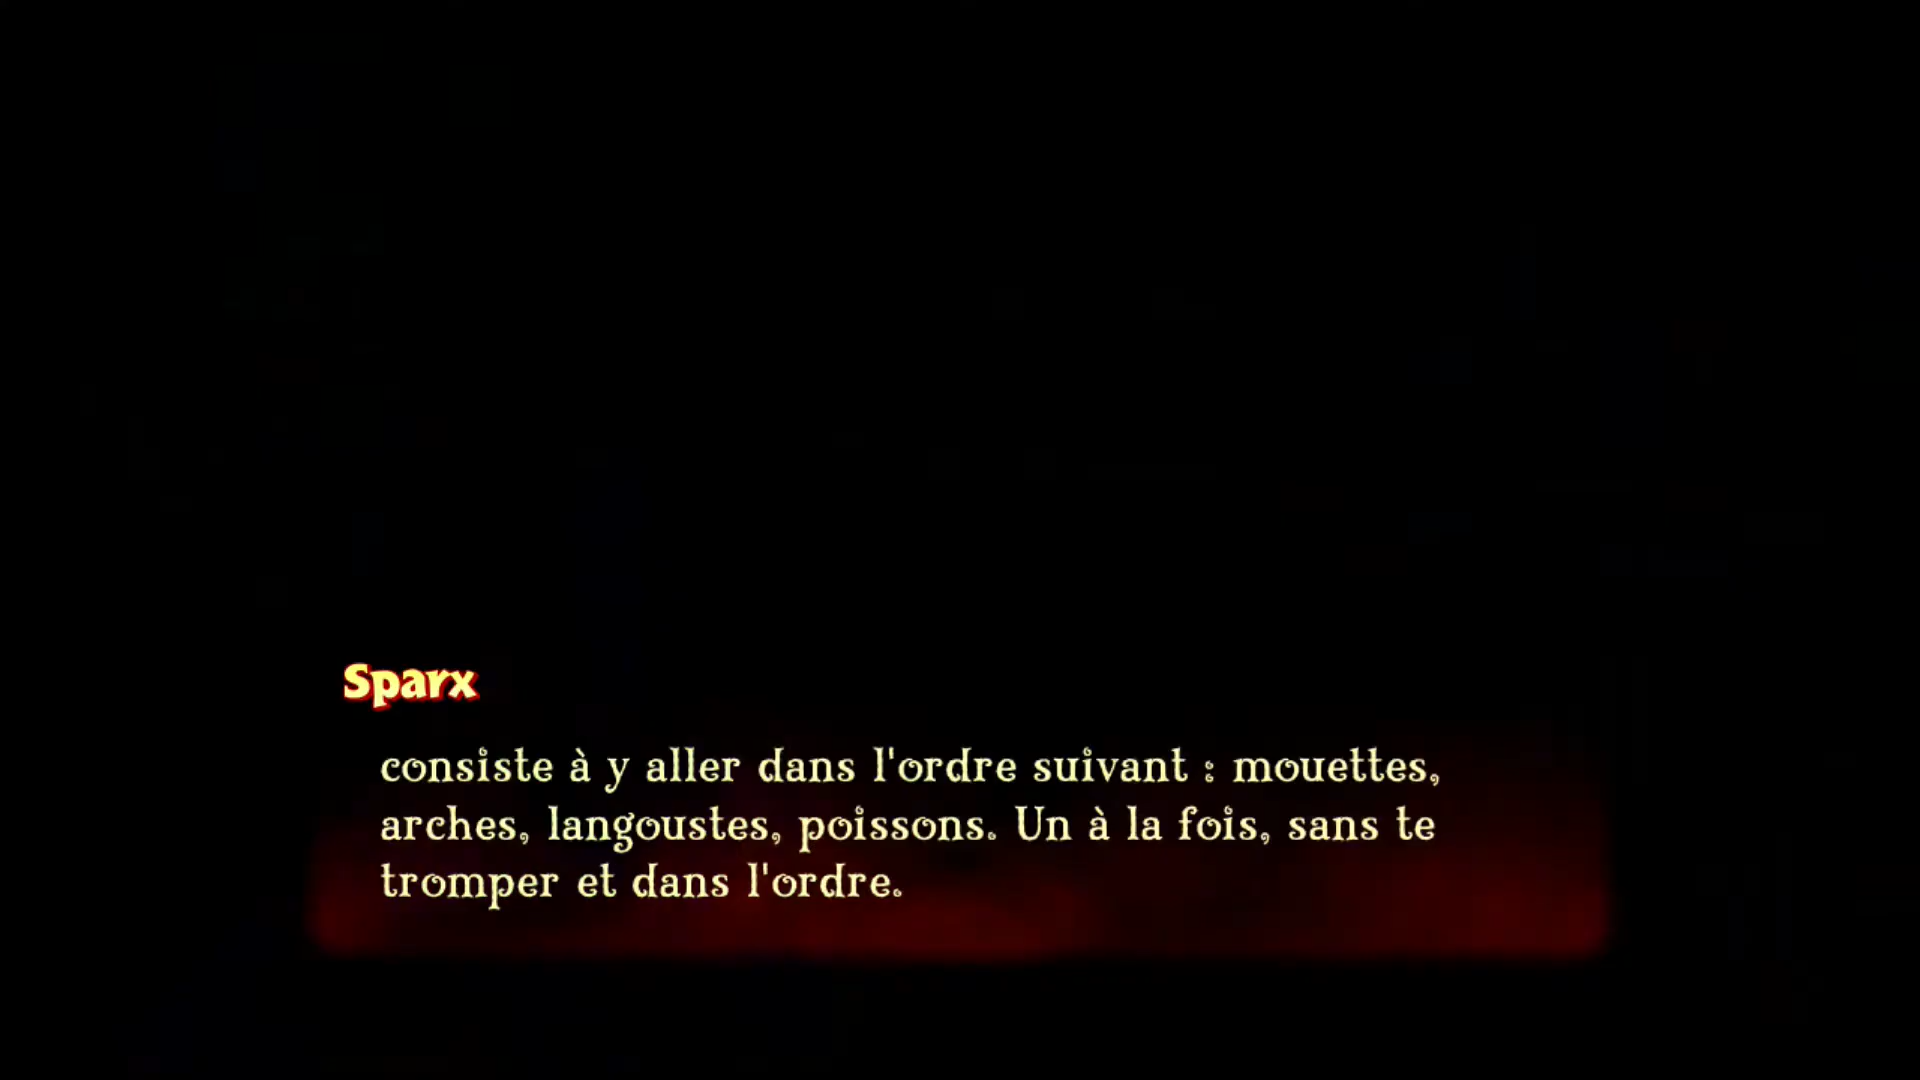 Sparx
consiste à y aller dans l'ordre suivant : mouettes,
arches, langoustes, poissons. Un à la fois, sans te
tromper et dans l'ordre.